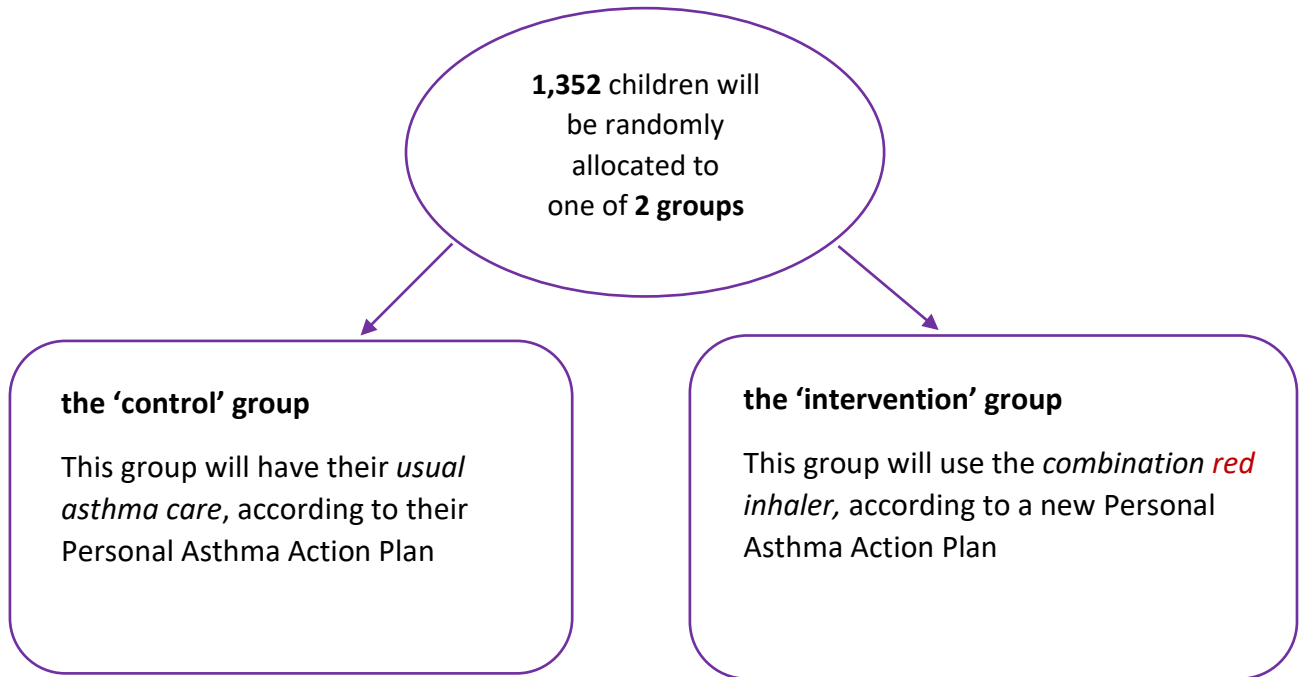 1,352 children will
be randomly
allocated to
one of 2 groups
the ‘control’ group
This group will have their usual
asthma care, according to their
Personal Asthma Action Plan
the ‘intervention’ group
This group will use the combination red
inhaler, according to a new Personal
Asthma Action Plan